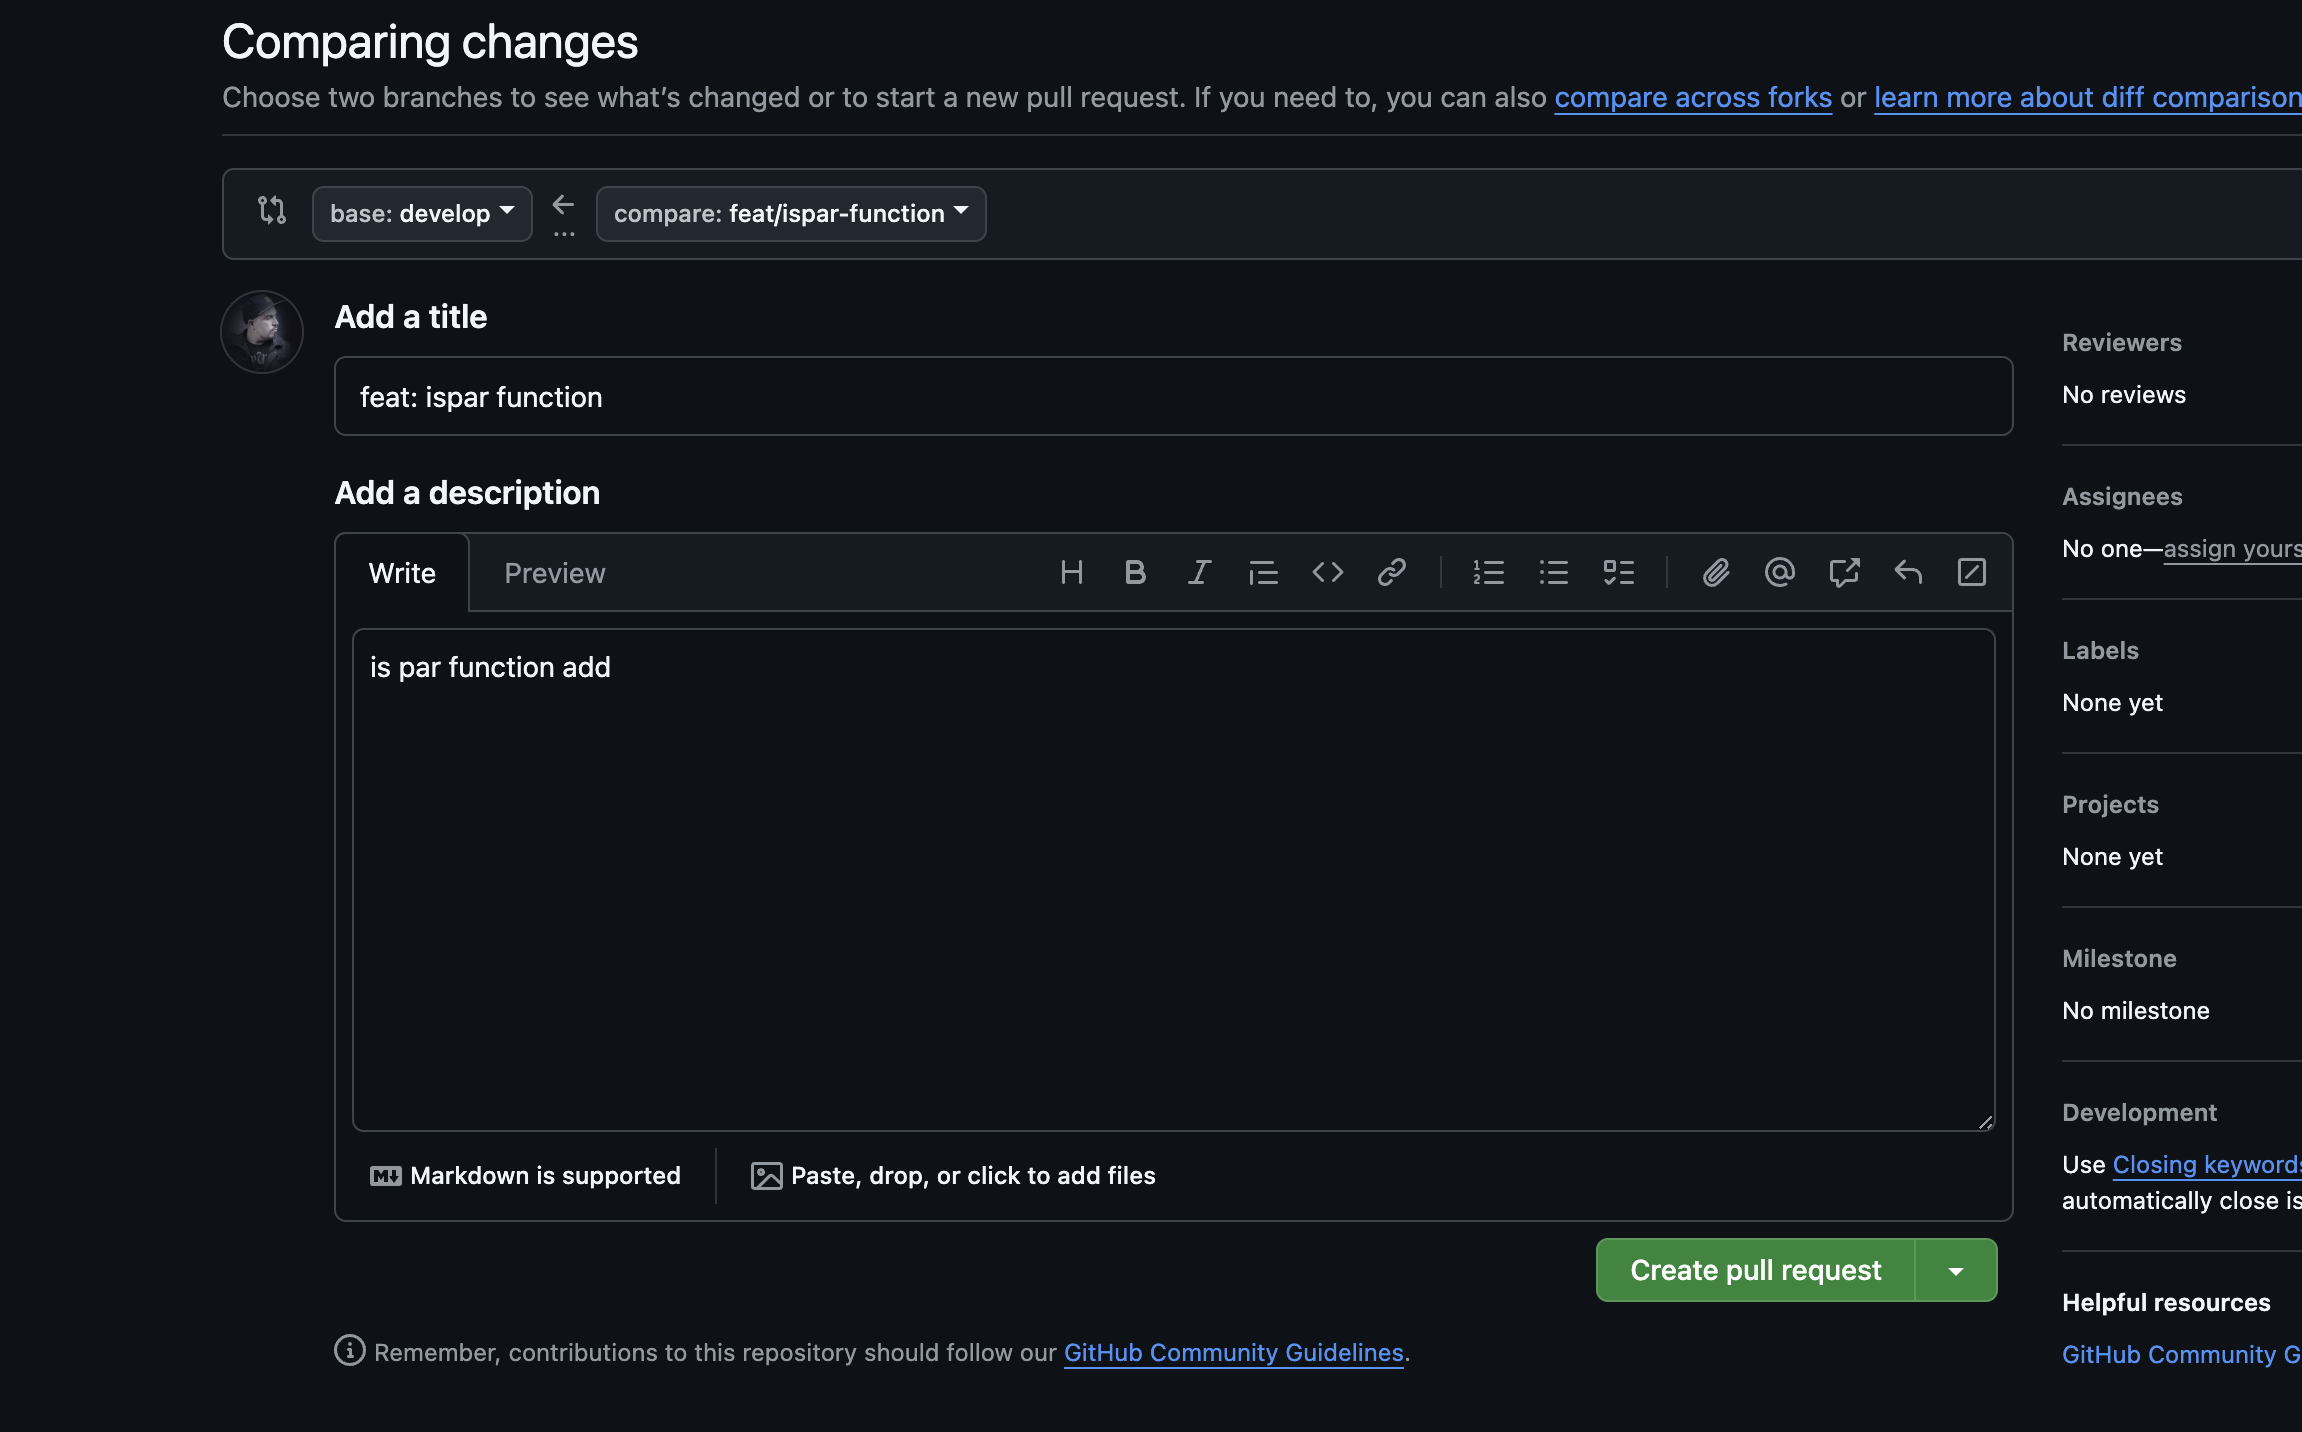 Comparing changes
Choose two branches to see what’s changed or to start a new pull request. If you need to, you can also compare across forks or learn more about diff comparison
base: develop
compare: feat/ispar-function
Add a title
feat: ispar function
Add a description
Write
Preview
is par function add
Markdown is supported
Paste, drop, or click to add files
Create pull request
Remember, contributions to this repository should follow our GitHub Community Guidelines.
Reviewers
No reviews
Assignees
No one—assign yours
Labels
None yet
Projects
None yet
Milestone
No milestone
Development
Use Closing keywords
automatically close is
Helpful resources
GitHub Community G